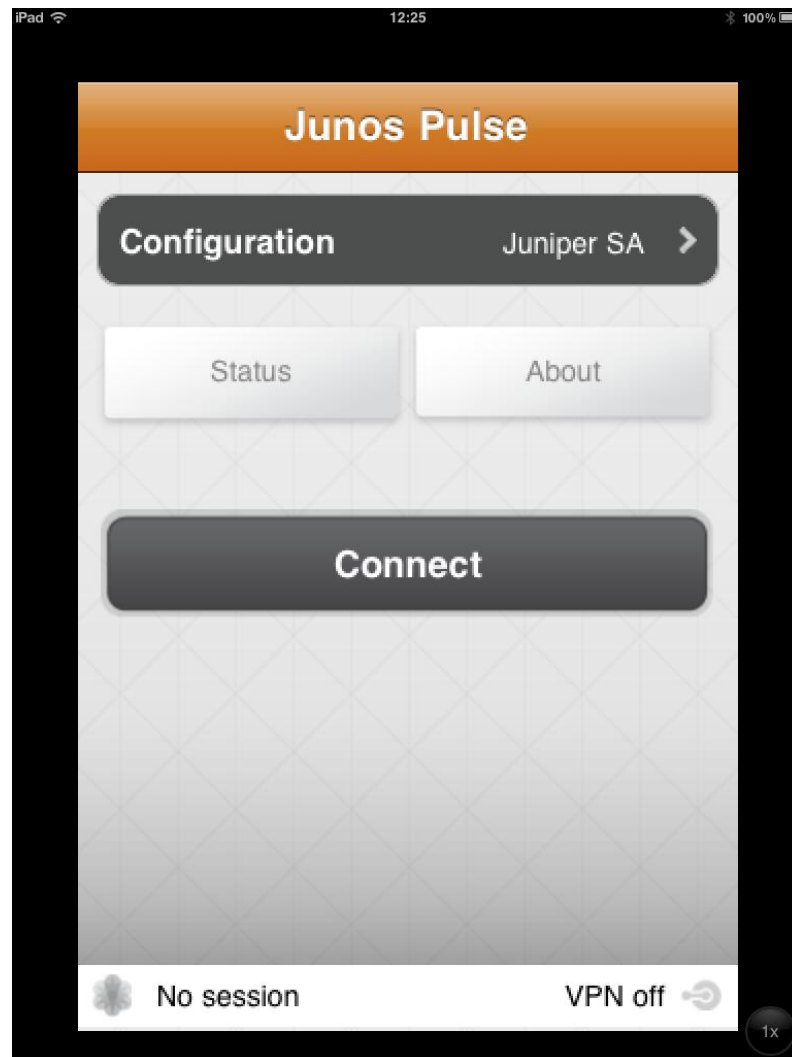 iPad 12:25 100%
Junos Pulse
Configuration Juniper SA
Status About
Connect
No session VPN off
1x